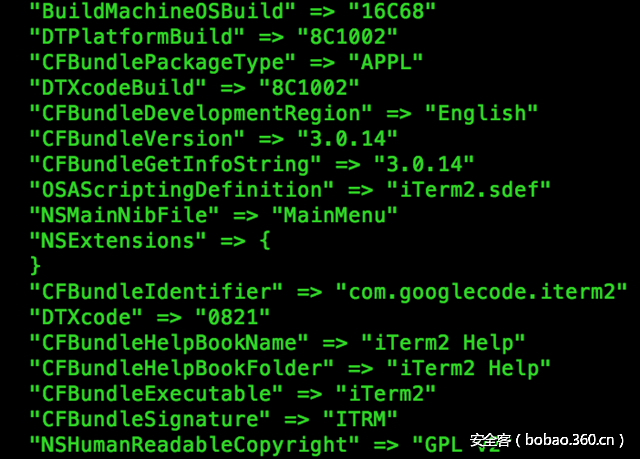 "BuildMachineOSBuild" => "16C68"
"DTPlatformBuild" => "8C1002"
"CFBundlePackageType" => "APPL"
"DTXcodeBuild" => "8C1002"
"CFBundleDevelopmentRegion" => "English"
"CFBundleVersion" => "3.0.14"
"CFBundleGetInfoString" => "3.0.14"
"OSAScriptingDefinition" => "iTerm2.sdef"
"NSMainNibFile" => "MainMenu"
"NSExtensions" => {
}
"CFBundleIdentifier" => "com.googlecode.iterm2"
"DTXcode" => "0821"
"CFBundleHelpBookName" => "iTerm2 Help"
"CFBundleHelpBookFolder" => "iTerm2 Help"
"CFBundleExecutable" => "iTerm2"
"CFBundleSignature" => "ITRM"
"NSHumanReadableCopyright" => "GPL v2"
安全客（bobao.360.cn）